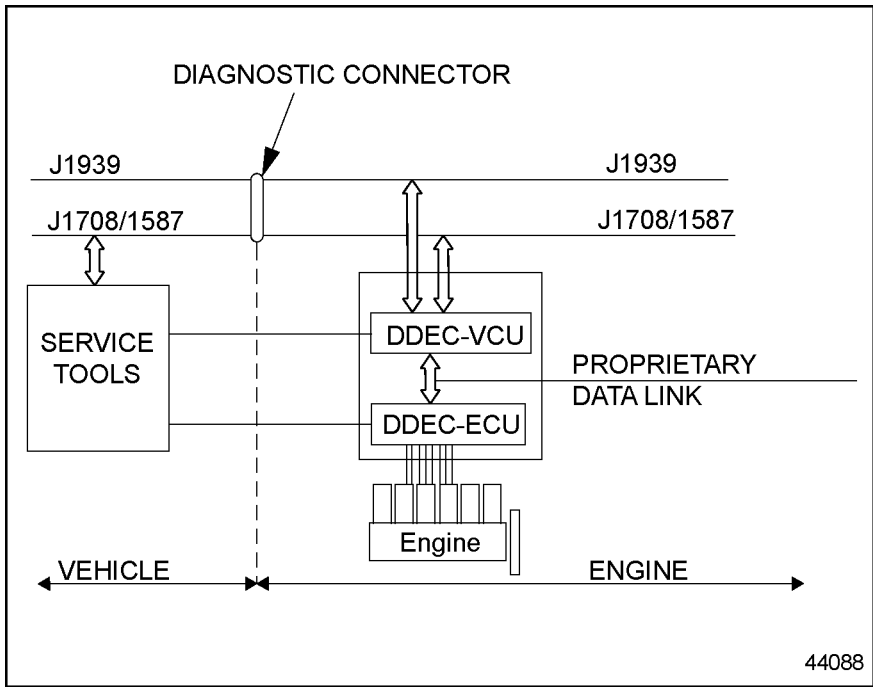 DIAGNOSTIC CONNECTOR
J1939
J1939
J1708/1587
J1708/1587
SERVICE
TOOLS
DDEC-VCU
PROPRIETARY
DATA LINK
DDEC-ECU
Engine
VEHICLE
ENGINE
44088